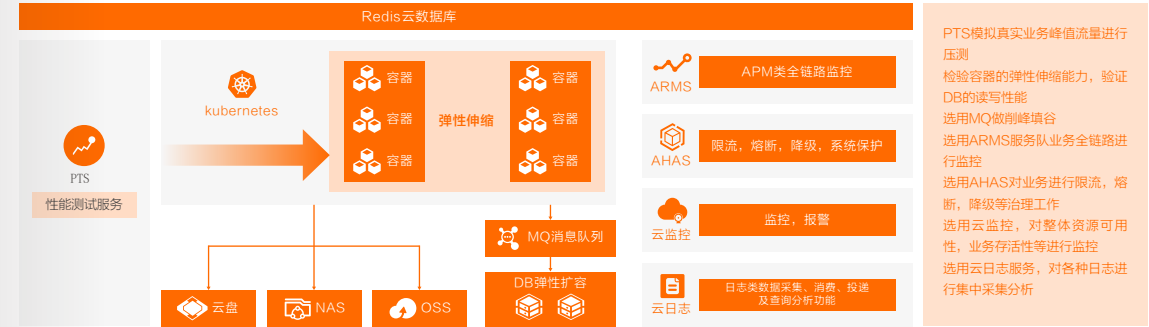 Redis云数据库
PTS
性能测试服务
kubernetes
容器
容器
容器
弹性伸缩
容器
容器
容器
云盘
NAS
OSS
MQ消息队列
DB弹性扩容
ARMS
APM类全链路监控
AHAS
限流，熔断，降级，系统保护
云监控
监控，报警
云日志
日志类数据采集、消费、投递
及查询分析功能
PTS模拟真实业务峰值流量进行
压测
检验容器的弹性伸缩能力，验证
DB的读写性能
选用MQ做削峰填谷
选用ARMS服务队业务全链路进
行监控
选用AHAS对业务进行限流，熔
断，降级等治理工作
选用云监控，对整体资源可用
性，业务存活性等进行监控
选用云日志服务，对各种日志进
行集中采集分析